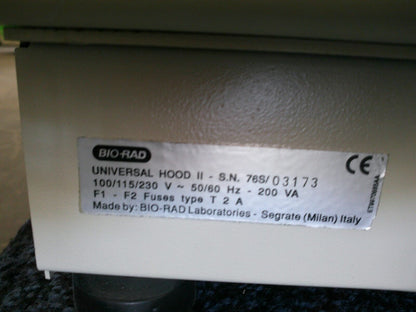 BIO-RAD
UNIVERSAL HOOD II - S.N. 76S/ 03173
100/115/230 V ~ 50/60 Hz - 200 VA
F1 - F2 Fuses type T 2 A
Made by: BIO-RAD Laboratories - Segrate (Milan) Italy
CE